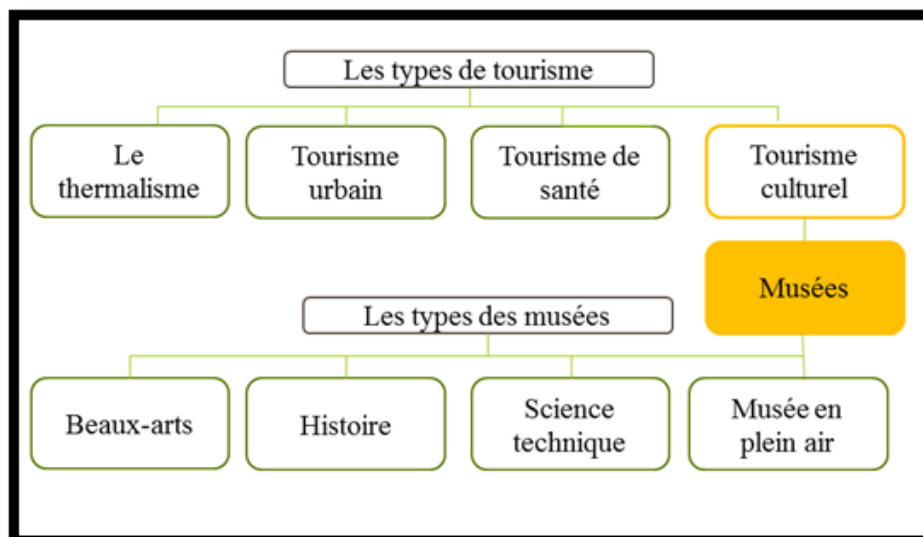 Les types de tourisme
Le
thermalisme
Tourisme
urbain
Tourisme de
santé
Tourisme
culturel
Musées
Les types des musées
Beaux-arts
Histoire
Science
technique
Musée en
plein air